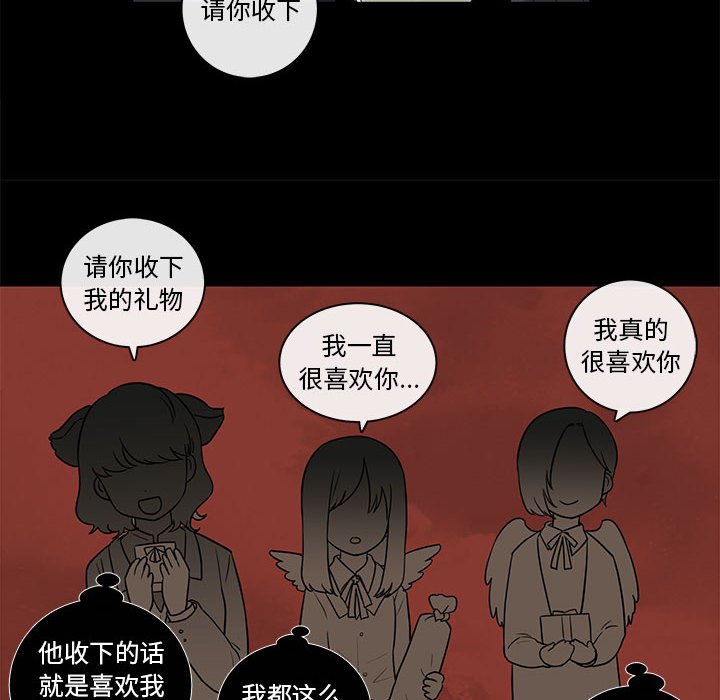 请你收下
请你收下
我的礼物
我一直
很喜欢你...
我真的
很喜欢你
他收下的话
就是喜欢我
我都这么